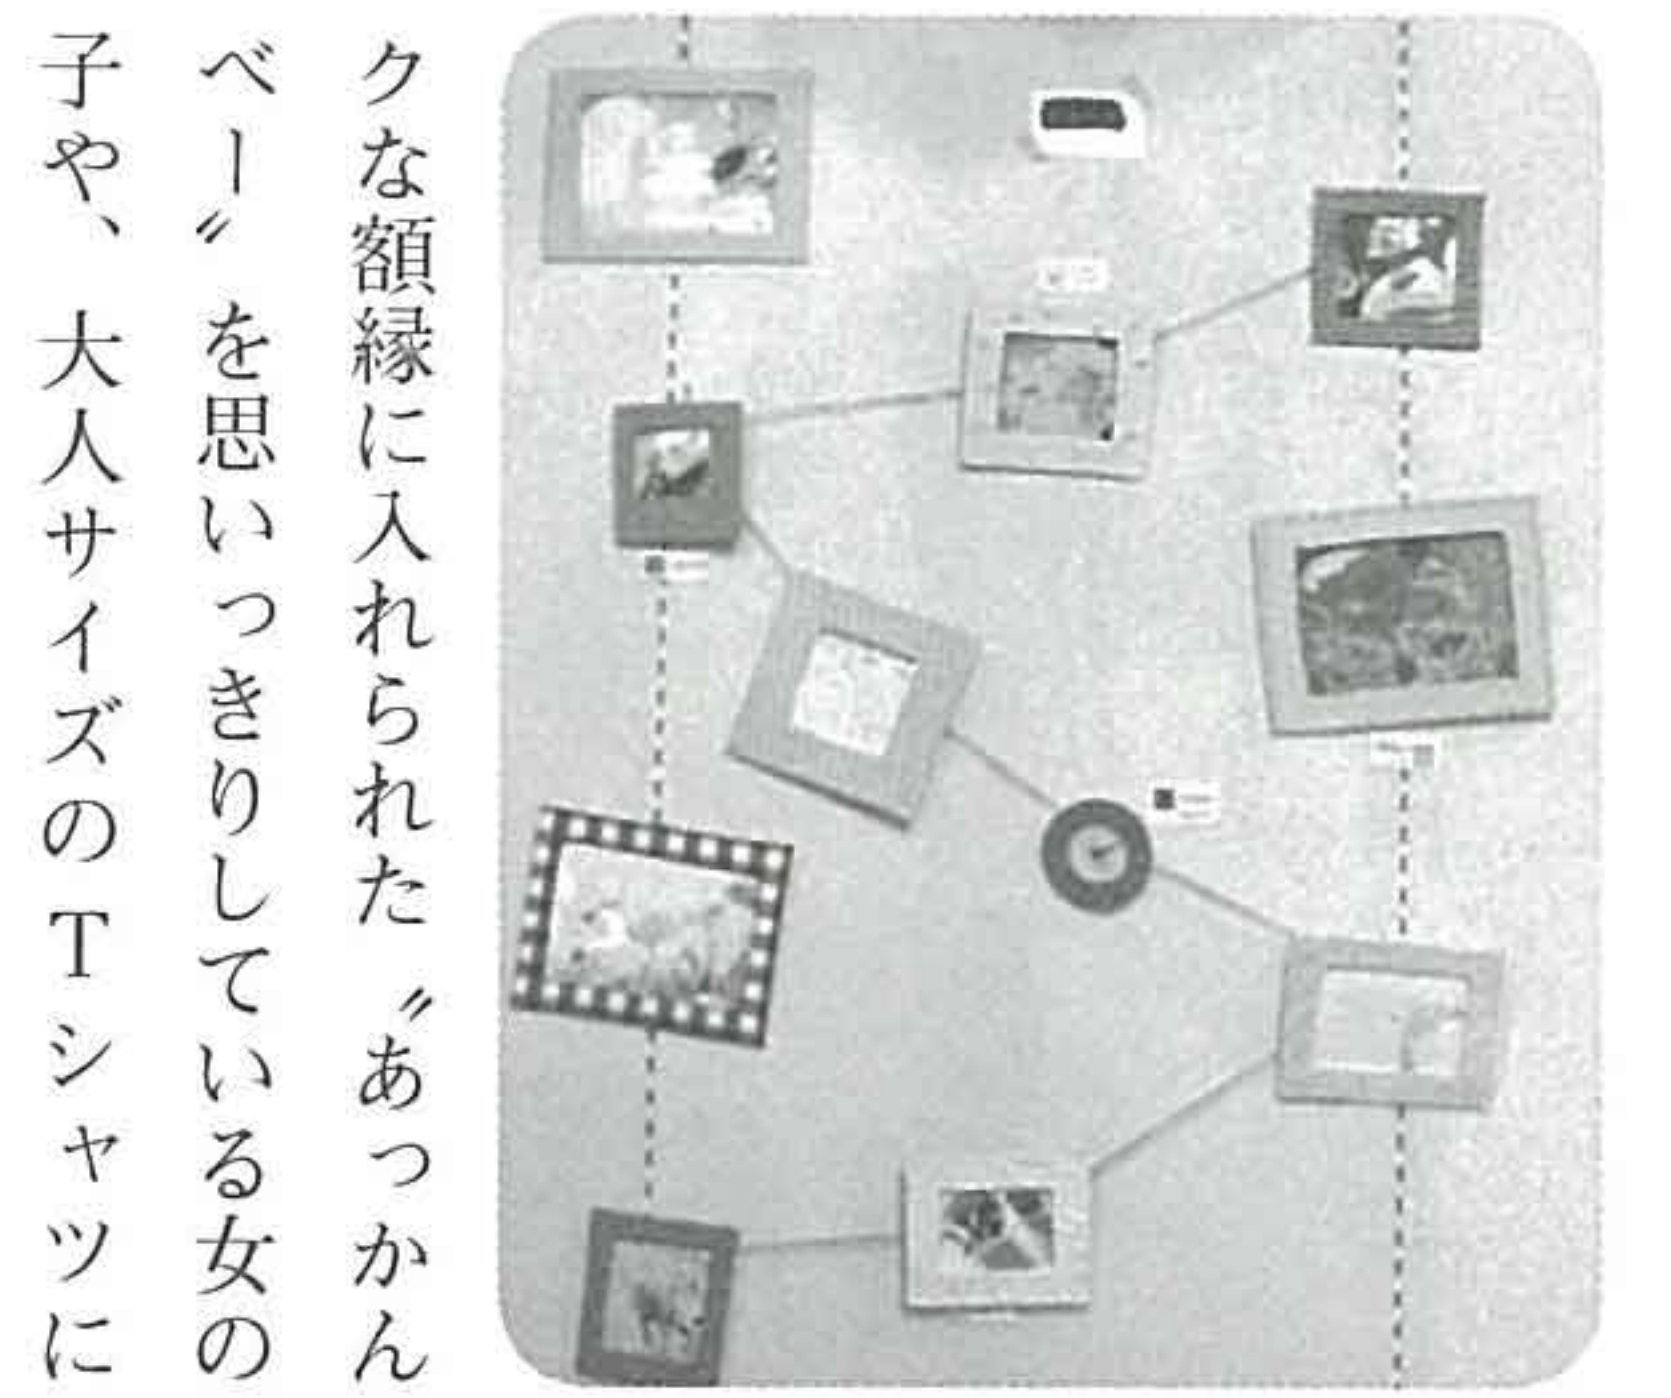 クな額縁に入れられた〝あっかん
べー〟を思いっきりしている女の
子や、大人サイズのTシャツに